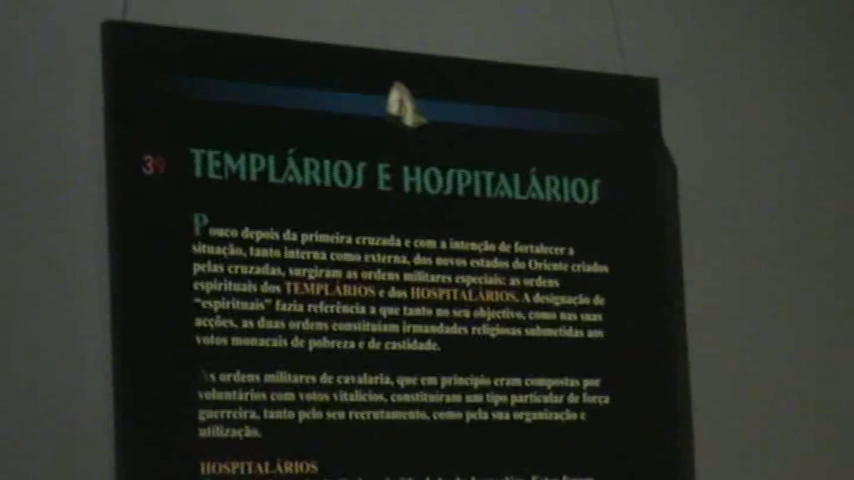 39 TEMPLÁRIOS E HOSPITALÁRIOS
Pouco depois da primeira cruzada e com a intenção de fortalecer a
situação, tanto interna como externa, dos novos estados do Oriente criados
pelas cruzadas, surgiram as ordens militares especiais: as ordens
espirituais dos TEMPLÁRIOS e dos HOSPITALÁRIOS. A designação de
"espirituais" fazia referência a que tanto no seu objectivo, como nas suas
acções, as duas ordens constituíam irmandades religiosas submetidas aos
votos monacais de pobreza e de castidade.
As ordens militares de cavalaria, que em princípio eram compostas por
voluntários com votos vitalícios, constituíram um tipo particular de força
guerreira, tanto pelo seu recrutamento, como pela sua organização e
utilização.
HOSPITALÁRIOS